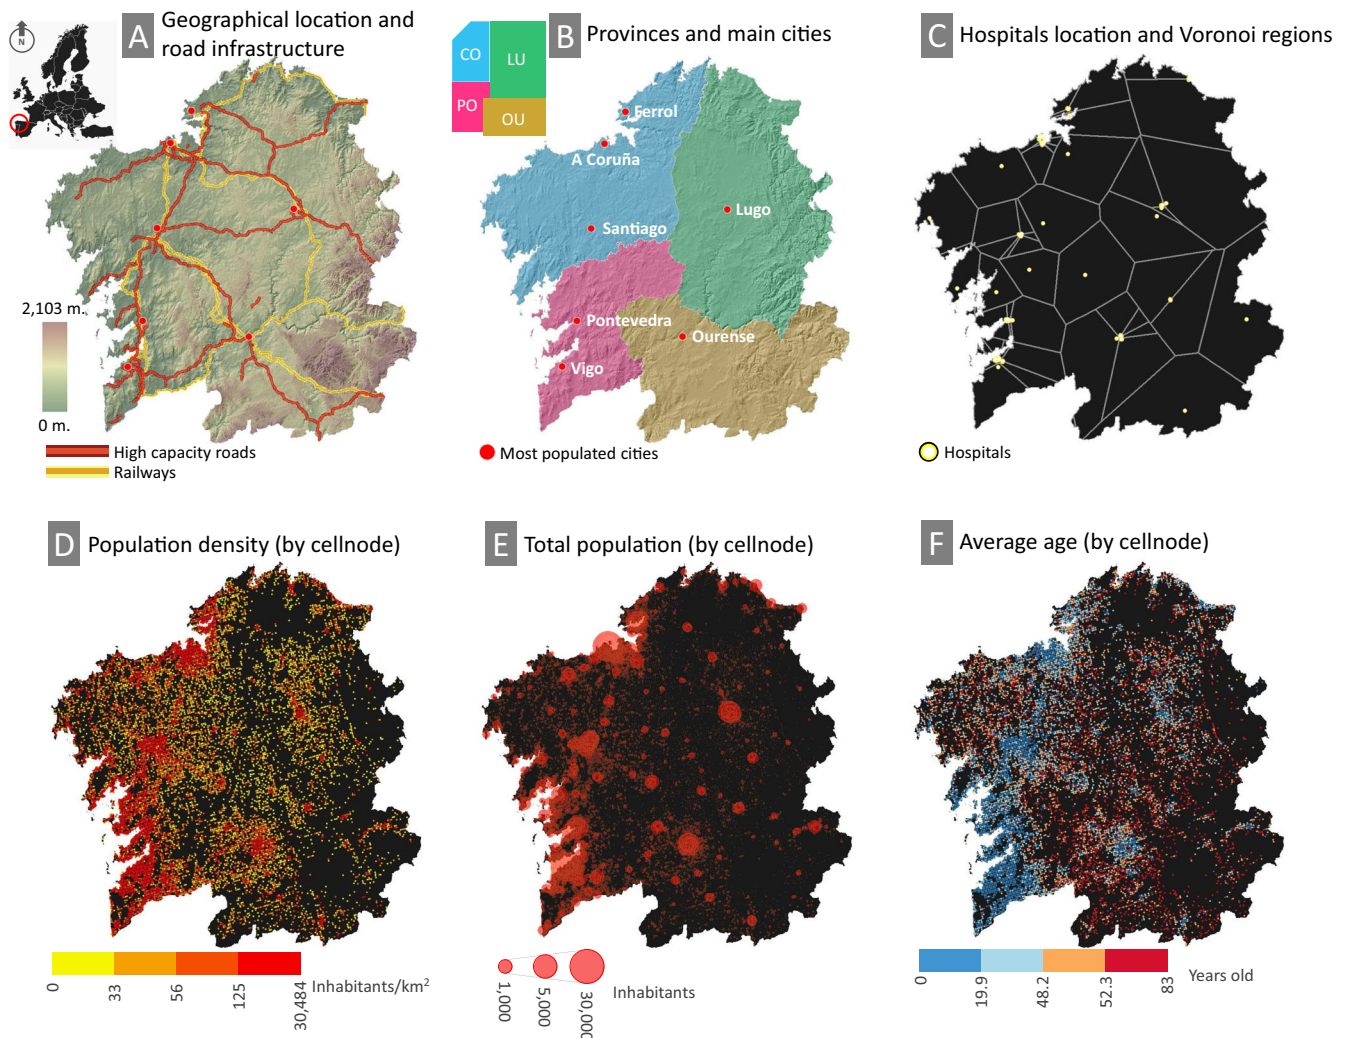 A
Geographical location and
road infrastructure
N
2,103 m.
0 m.
High capacity roads
Railways
CO
LU
PO
OU
B
Provinces and main cities
Ferrol
A Coruña
Lugo
Santiago
Pontevedra
Ourense
Vigo
Most populated cities
C
Hospitals location and Voronoi regions
Hospitals
D
Population density (by cellnode)
0
33
56
125
30,484
Inhabitants/km²
E
Total population (by cellnode)
1,000
5,000
30,000
Inhabitants
F
Average age (by cellnode)
0
19.9
48.2
52.3
83
Years old